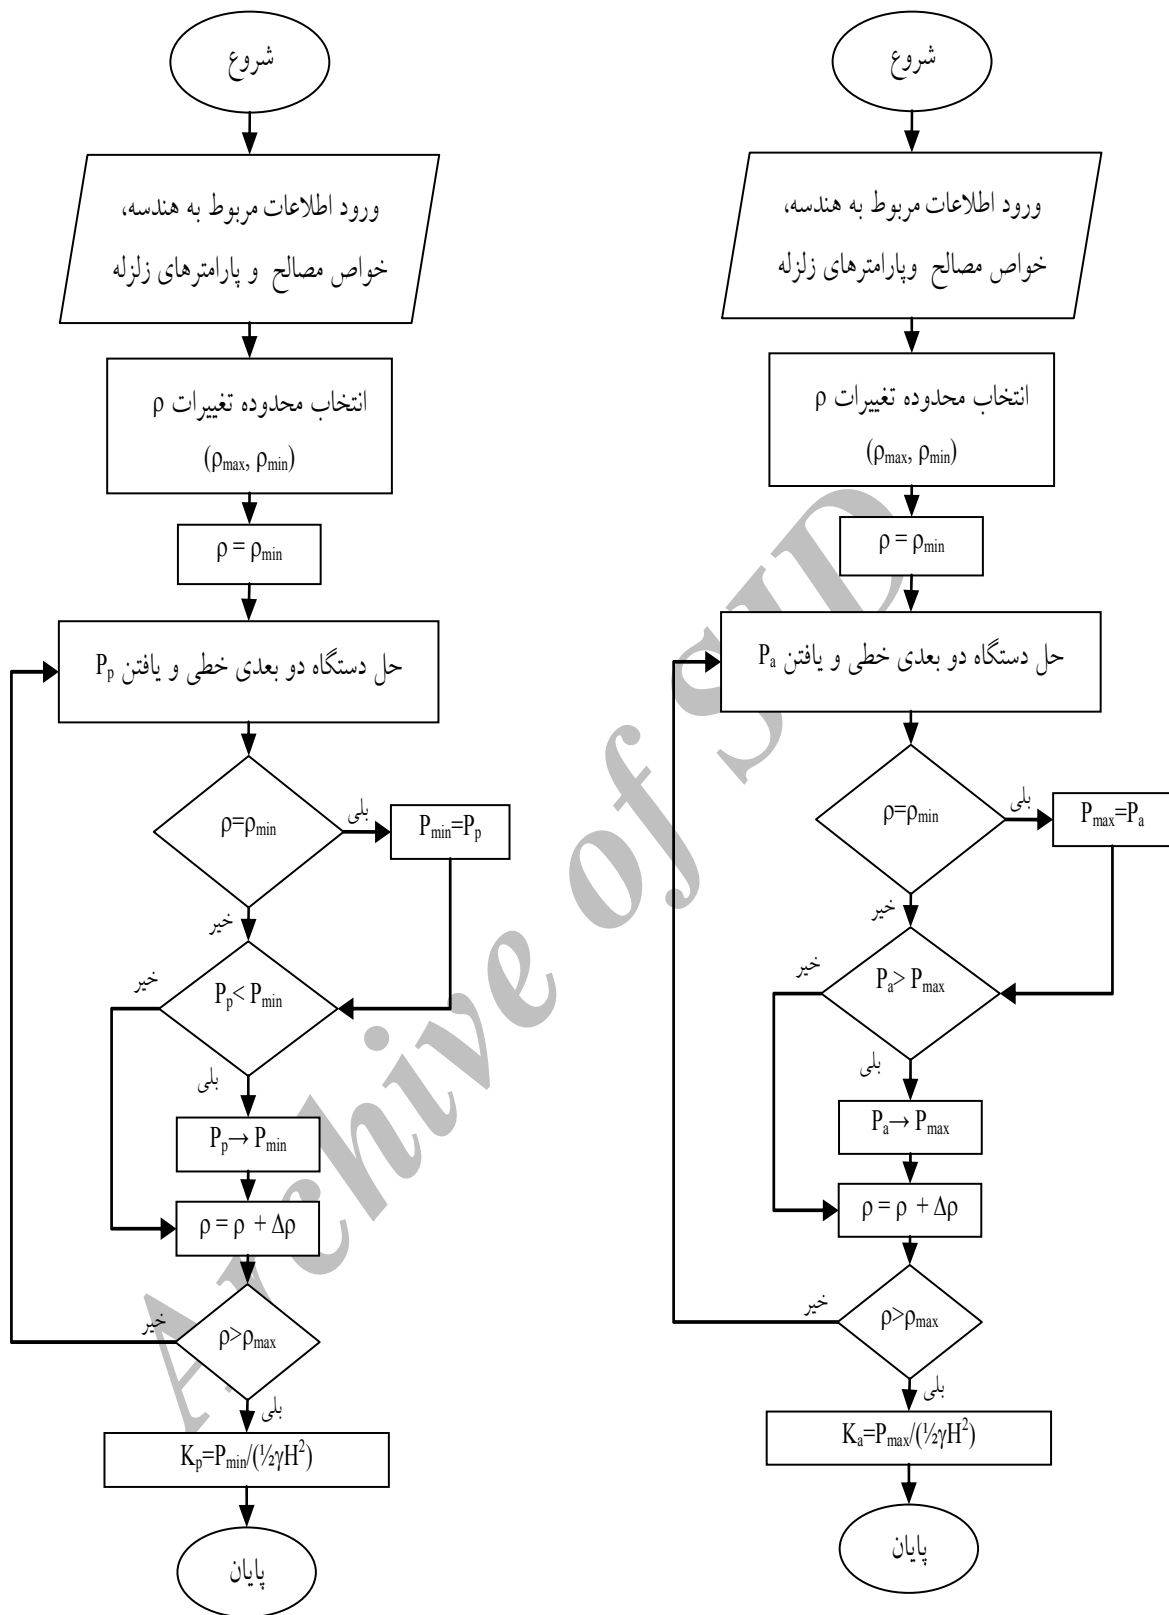 شروع
ورود اطلاعات مربوط به هندسه،
خواص مصالح و پارامترهای زلزله
انتخاب محدوده تغییرات ρ
(ρmax, ρmin)
ρ = ρmin
حل دستگاه دو بعدی خطی و یافتن Pp
ρ=ρmin
بلی
Pmin=Pp
خیر
Pp< Pmin
خیر
بلی
Pp→ Pmin
ρ = ρ + Δρ
ρ>ρmax
خیر
بلی
Kp=Pmin/(½γH²)
پایان
شروع
ورود اطلاعات مربوط به هندسه،
خواص مصالح وپارامترهای زلزله
انتخاب محدوده تغییرات ρ
(ρmax, ρmin)
ρ = ρmin
حل دستگاه دو بعدی خطی و یافتن Pa
ρ=ρmin
بلی
Pmax=Pa
خیر
Pa> Pmax
خیر
بلی
Pa→ Pmax
ρ = ρ + Δρ
ρ>ρmax
خیر
بلی
Ka=Pmax/(½γH²)
پایان
Archive of SID